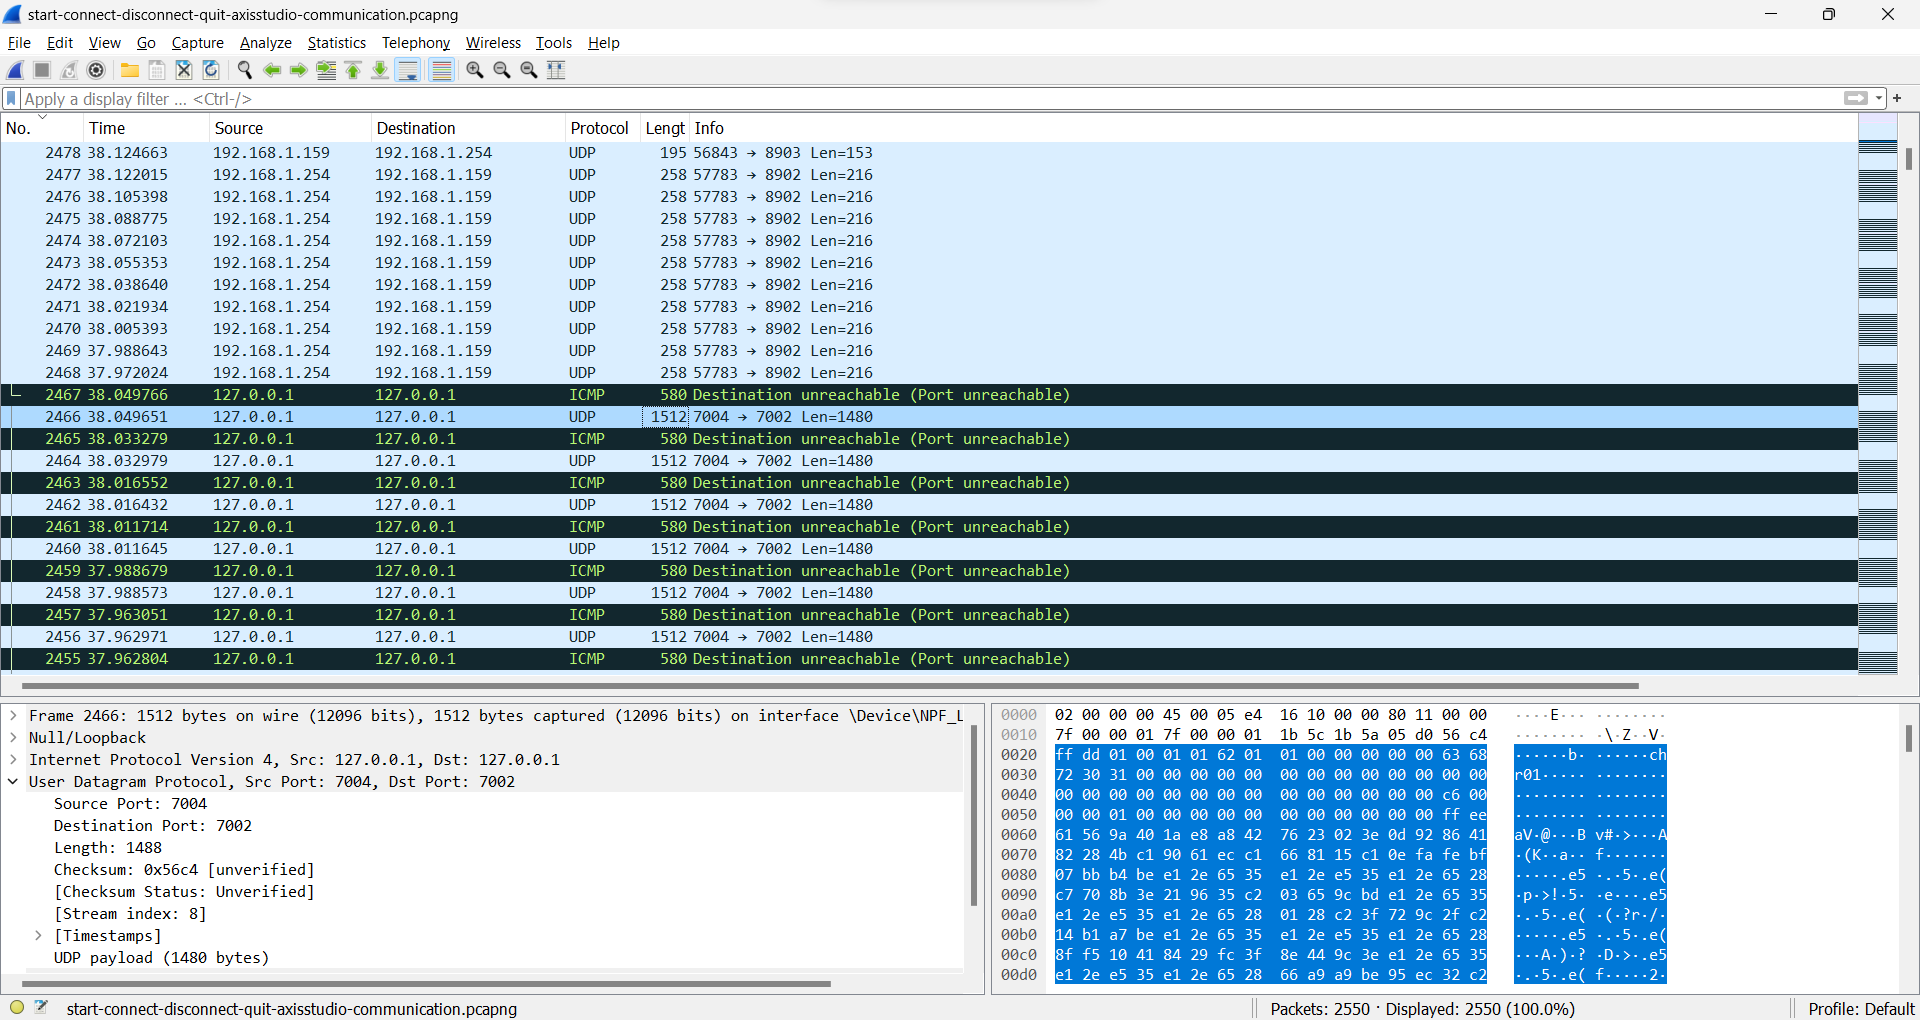 start-connect-disconnect-quit-axisstudio-communication.pcapng
File Edit View Go Capture Analyze Statistics Telephony Wireless Tools Help
Apply a display filter ... <Ctrl-/>
No. Time Source Destination Protocol Lengt Info
2478 38.124663 192.168.1.159 192.168.1.254 UDP 195 56843 → 8903 Len=153
2477 38.122015 192.168.1.254 192.168.1.159 UDP 258 57783 → 8902 Len=216
2476 38.105398 192.168.1.254 192.168.1.159 UDP 258 57783 → 8902 Len=216
2475 38.088775 192.168.1.254 192.168.1.159 UDP 258 57783 → 8902 Len=216
2474 38.072103 192.168.1.254 192.168.1.159 UDP 258 57783 → 8902 Len=216
2473 38.055353 192.168.1.254 192.168.1.159 UDP 258 57783 → 8902 Len=216
2472 38.038640 192.168.1.254 192.168.1.159 UDP 258 57783 → 8902 Len=216
2471 38.021934 192.168.1.254 192.168.1.159 UDP 258 57783 → 8902 Len=216
2470 38.005393 192.168.1.254 192.168.1.159 UDP 258 57783 → 8902 Len=216
2469 37.988643 192.168.1.254 192.168.1.159 UDP 258 57783 → 8902 Len=216
2468 37.972024 192.168.1.254 192.168.1.159 UDP 258 57783 → 8902 Len=216
2467 38.049766 127.0.0.1 127.0.0.1 ICMP 580 Destination unreachable (Port unreachable)
2466 38.049651 127.0.0.1 127.0.0.1 UDP 1512 7004 → 7002 Len=1480
2465 38.033279 127.0.0.1 127.0.0.1 ICMP 580 Destination unreachable (Port unreachable)
2464 38.032979 127.0.0.1 127.0.0.1 UDP 1512 7004 → 7002 Len=1480
2463 38.016552 127.0.0.1 127.0.0.1 ICMP 580 Destination unreachable (Port unreachable)
2462 38.016432 127.0.0.1 127.0.0.1 UDP 1512 7004 → 7002 Len=1480
2461 38.011714 127.0.0.1 127.0.0.1 ICMP 580 Destination unreachable (Port unreachable)
2460 38.011645 127.0.0.1 127.0.0.1 UDP 1512 7004 → 7002 Len=1480
2459 37.988679 127.0.0.1 127.0.0.1 ICMP 580 Destination unreachable (Port unreachable)
2458 37.988573 127.0.0.1 127.0.0.1 UDP 1512 7004 → 7002 Len=1480
2457 37.963051 127.0.0.1 127.0.0.1 ICMP 580 Destination unreachable (Port unreachable)
2456 37.962971 127.0.0.1 127.0.0.1 UDP 1512 7004 → 7002 Len=1480
2455 37.962804 127.0.0.1 127.0.0.1 ICMP 580 Destination unreachable (Port unreachable)
Frame 2466: 1512 bytes on wire (12096 bits), 1512 bytes captured (12096 bits) on interface \Device\NPF_L
Null/Loopback
Internet Protocol Version 4, Src: 127.0.0.1, Dst: 127.0.0.1
User Datagram Protocol, Src Port: 7004, Dst Port: 7002
Source Port: 7004
Destination Port: 7002
Length: 1488
Checksum: 0x56c4 [unverified]
[Checksum Status: Unverified]
[Stream index: 8]
[Timestamps]
UDP payload (1480 bytes)
0000 02 00 00 00 45 00 05 e4 16 10 00 00 80 11 00 00 ····E··· ········
0010 7f 00 00 01 7f 00 00 01 1b 5c 1b 5a 05 d0 56 c4 ········ ·\·Z··V·
0020 ff dd 01 00 01 01 62 01 01 00 00 00 00 00 63 68 ······b· ······ch
0030 72 30 31 00 00 00 00 00 00 00 00 00 00 00 00 00 r01····· ········
0040 00 00 00 00 00 00 00 00 00 00 00 00 00 00 c6 00 ········ ········
0050 00 00 01 00 00 00 00 00 00 00 00 00 00 00 ff ee ········ ········
0060 61 56 9a 40 1a e8 a8 42 76 23 02 3e 0d 92 86 41 aV·@···B v#·>···A
0070 82 28 4b c1 90 61 ec c1 66 81 15 c1 0e fa fe bf ·(K··a·· f·······
0080 07 bb b4 be e1 2e 65 35 e1 2e e5 35 e1 2e 65 28 ·····.e5 ·.·5·.e(
0090 c7 70 8b 3e 21 96 35 c2 03 65 9c bd e1 2e 65 35 ·p·>!·5· ·e···.e5
00a0 e1 2e e5 35 e1 2e 65 28 01 28 c2 3f 72 9c 2f c2 ·.·5·.e( ·(·?r·/·
00b0 14 b1 a7 be e1 2e 65 35 e1 2e e5 35 e1 2e 65 28 ·····.e5 ·.·5·.e(
00c0 8f f5 10 41 84 29 fc 3f 8e 44 9c 3e e1 2e 65 35 ···A·)·? ·D·>·.e5
00d0 e1 2e e5 35 e1 2e 65 28 66 a9 a9 be 95 ec 32 c2 ·.·5·.e( f·····2·
start-connect-disconnect-quit-axisstudio-communication.pcapng
Packets: 2550 · Displayed: 2550 (100.0%)
Profile: Default